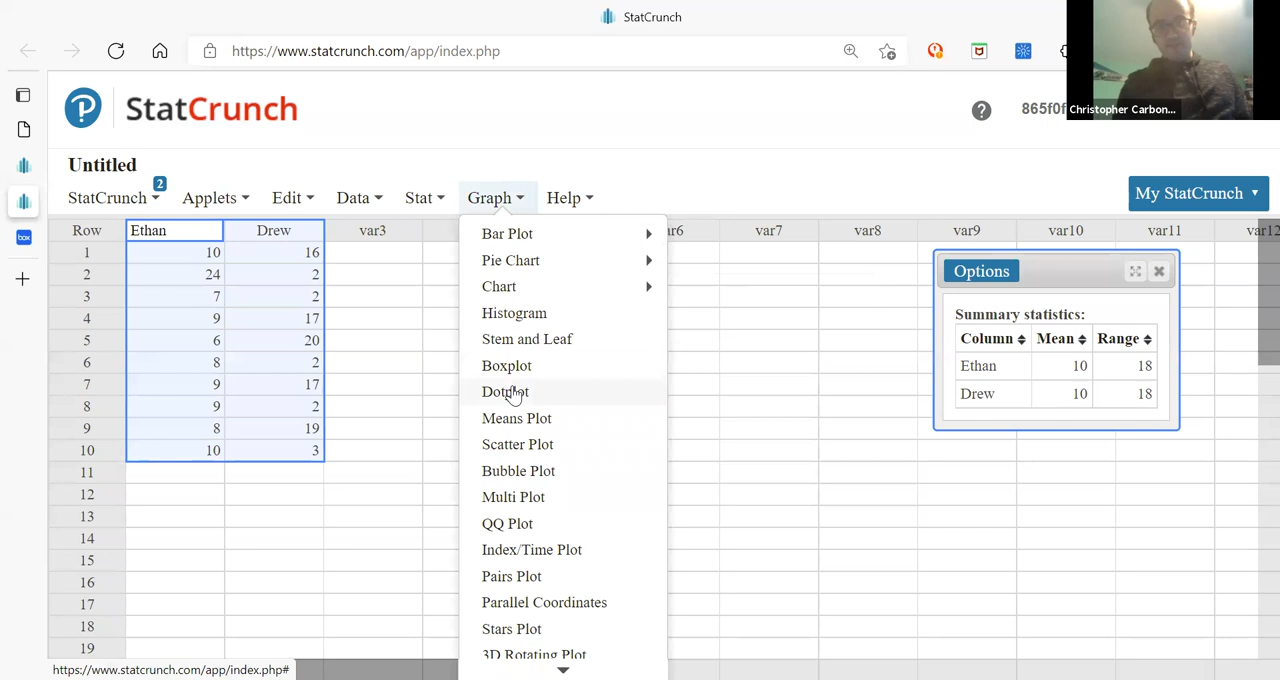 StatCrunch
https://www.statcrunch.com/app/index.php
StatCrunch
865f0f
Christopher Carbon...
Untitled
2
StatCrunch Applets Edit Data Stat Graph Help
My StatCrunch
Row Ethan Drew var3 var6 var7 var8 var9 var10 var11 var12
1 10 16
2 24 2
3 7 2
4 9 17
5 6 20
6 8 2
7 9 17
8 9 2
9 8 19
10 10 3
11
12
13
14
15
16
17
18
19
Bar Plot
Pie Chart
Chart
Histogram
Stem and Leaf
Boxplot
Dotplot
Means Plot
Scatter Plot
Bubble Plot
Multi Plot
QQ Plot
Index/Time Plot
Pairs Plot
Parallel Coordinates
Stars Plot
3D Rotating Plot
Options
Summary statistics:
Column Mean Range
Ethan 10 18
Drew 10 18
box
https://www.statcrunch.com/app/index.php#